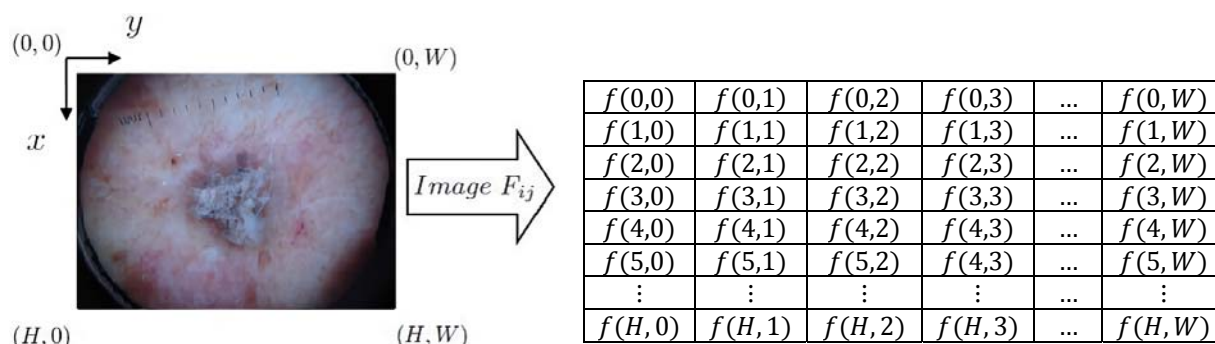 (0, 0)
y
(0, W)
x
(H, 0)
(H, W)
Image F_{ij}
f(0,0) f(0,1) f(0,2) f(0,3) ... f(0, W)
f(1,0) f(1,1) f(1,2) f(1,3) ... f(1, W)
f(2,0) f(2,1) f(2,2) f(2,3) ... f(2, W)
f(3,0) f(3,1) f(3,2) f(3,3) ... f(3, W)
f(4,0) f(4,1) f(4,2) f(4,3) ... f(4, W)
f(5,0) f(5,1) f(5,2) f(4,3) ... f(5, W)
⋮ ⋮ ⋮ ⋮ ... ⋮
f(H, 0) f(H, 1) f(H, 2) f(H, 3) ... f(H, W)